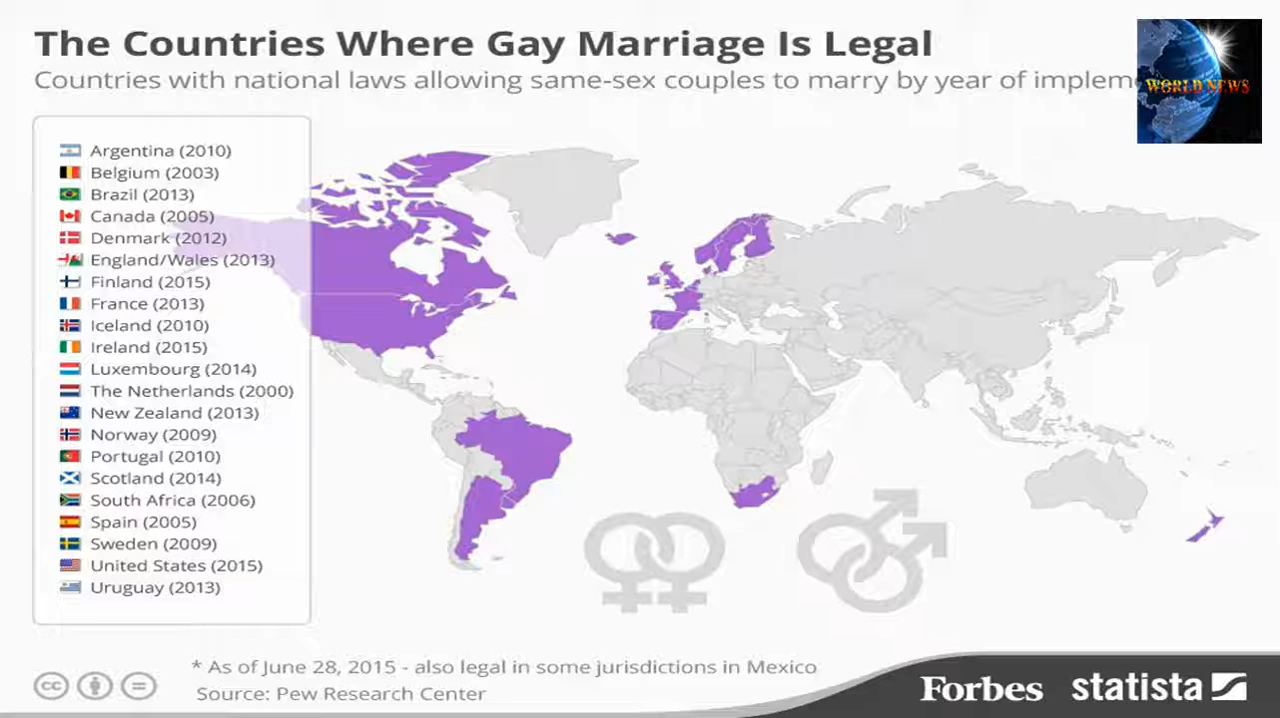 The Countries Where Gay Marriage Is Legal
Countries with national laws allowing same-sex couples to marry by year of implem
WORLD NEWS
Argentina (2010)
Belgium (2003)
Brazil (2013)
Canada (2005)
Denmark (2012)
England/Wales (2013)
Finland (2015)
France (2013)
Iceland (2010)
Ireland (2015)
Luxembourg (2014)
The Netherlands (2000)
New Zealand (2013)
Norway (2009)
Portugal (2010)
Scotland (2014)
South Africa (2006)
Spain (2005)
Sweden (2009)
United States (2015)
Uruguay (2013)
* As of June 28, 2015 - also legal in some jurisdictions in Mexico
Source: Pew Research Center
cc
Forbes statista